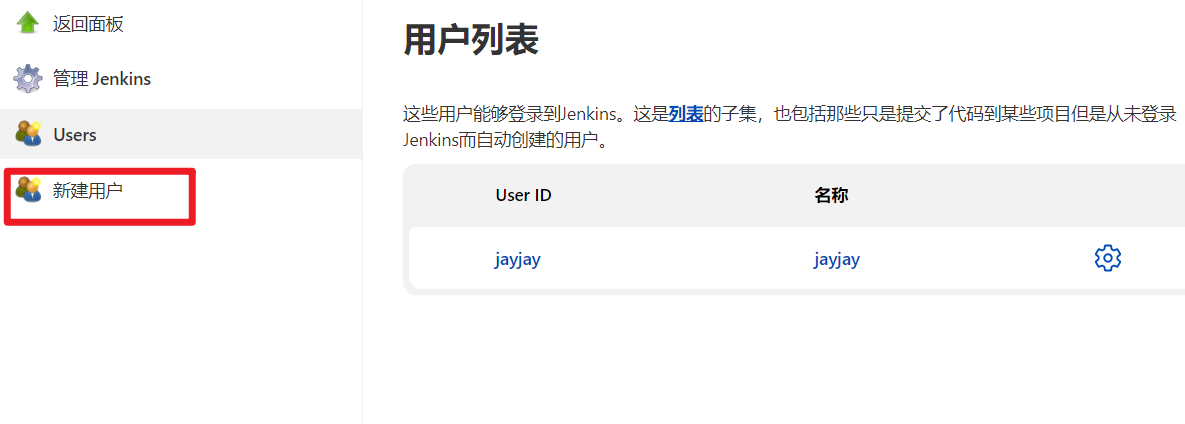 返回面板
管理 Jenkins
Users
新建用户
用户列表
这些用户能够登录到Jenkins。这是列表的子集，也包括那些只是提交了代码到某些项目但是从未登录
Jenkins而自动创建的用户。
User ID 名称
jayjay jayjay